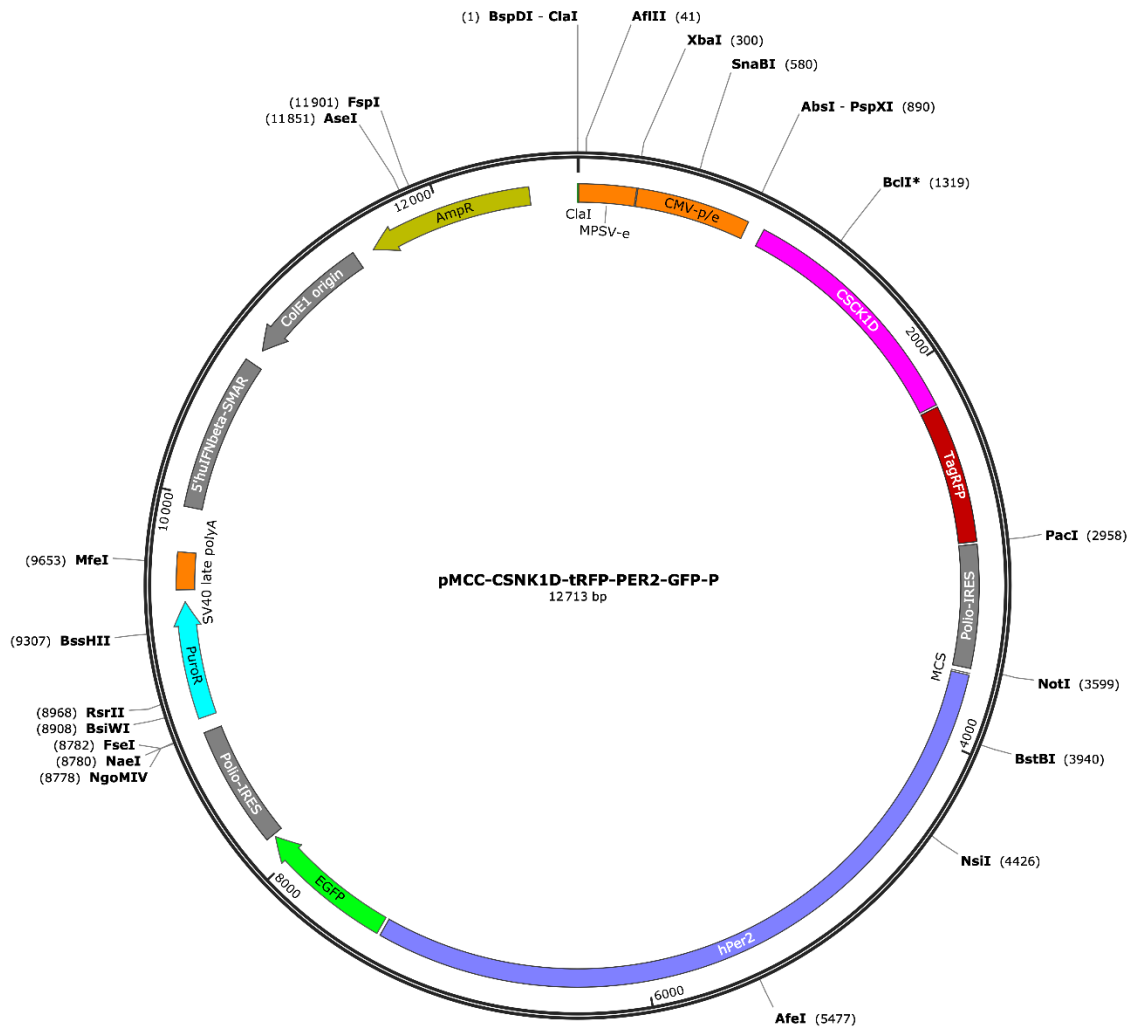 (1) BspDI - ClaI
AflII (41)
XbaI (300)
SnaBI (580)
AbsI - PspXI (890)
BclI* (1319)
PacI (2958)
NotI (3599)
BstBI (3940)
NsiI (4426)
AfeI (5477)
(8778) NgoMIV
(8780) NaeI
(8782) FseI
(8908) BsiWI
(8968) RsrII
(9307) BssHII
(9653) MfeI
(11851) AseI
(11901) FspI
2000
4000
6000
8000
10000
12000
ClaI
MPSV-e
CMV-p/e
CSCK1D
TagRFP
Polio-IRES
MCS
hPer2
EGFP
Polio-IRES
PuroR
SV40 late polyA
5'huIFNbeta-SMAR
ColE1 origin
AmpR
pMCC-CSNK1D-tRFP-PER2-GFP-P
12713 bp